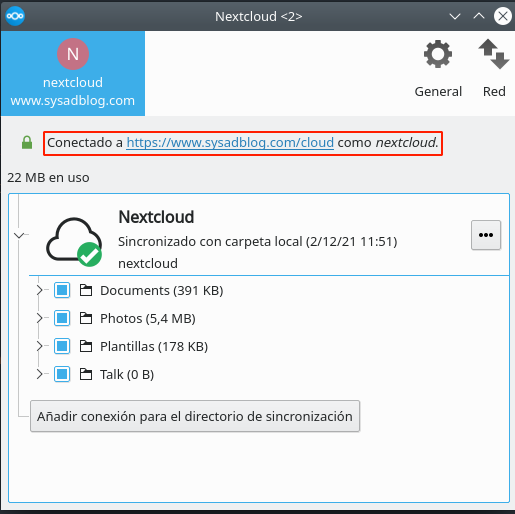 Nextcloud <2>
N
nextcloud
www.sysadblog.com
General
Red
Conectado a https://www.sysadblog.com/cloud como nextcloud.
22 MB en uso
Nextcloud
Sincronizado con carpeta local (2/12/21 11:51)
nextcloud
Documents (391 KB)
Photos (5,4 MB)
Plantillas (178 KB)
Talk (0 B)
Añadir conexión para el directorio de sincronización